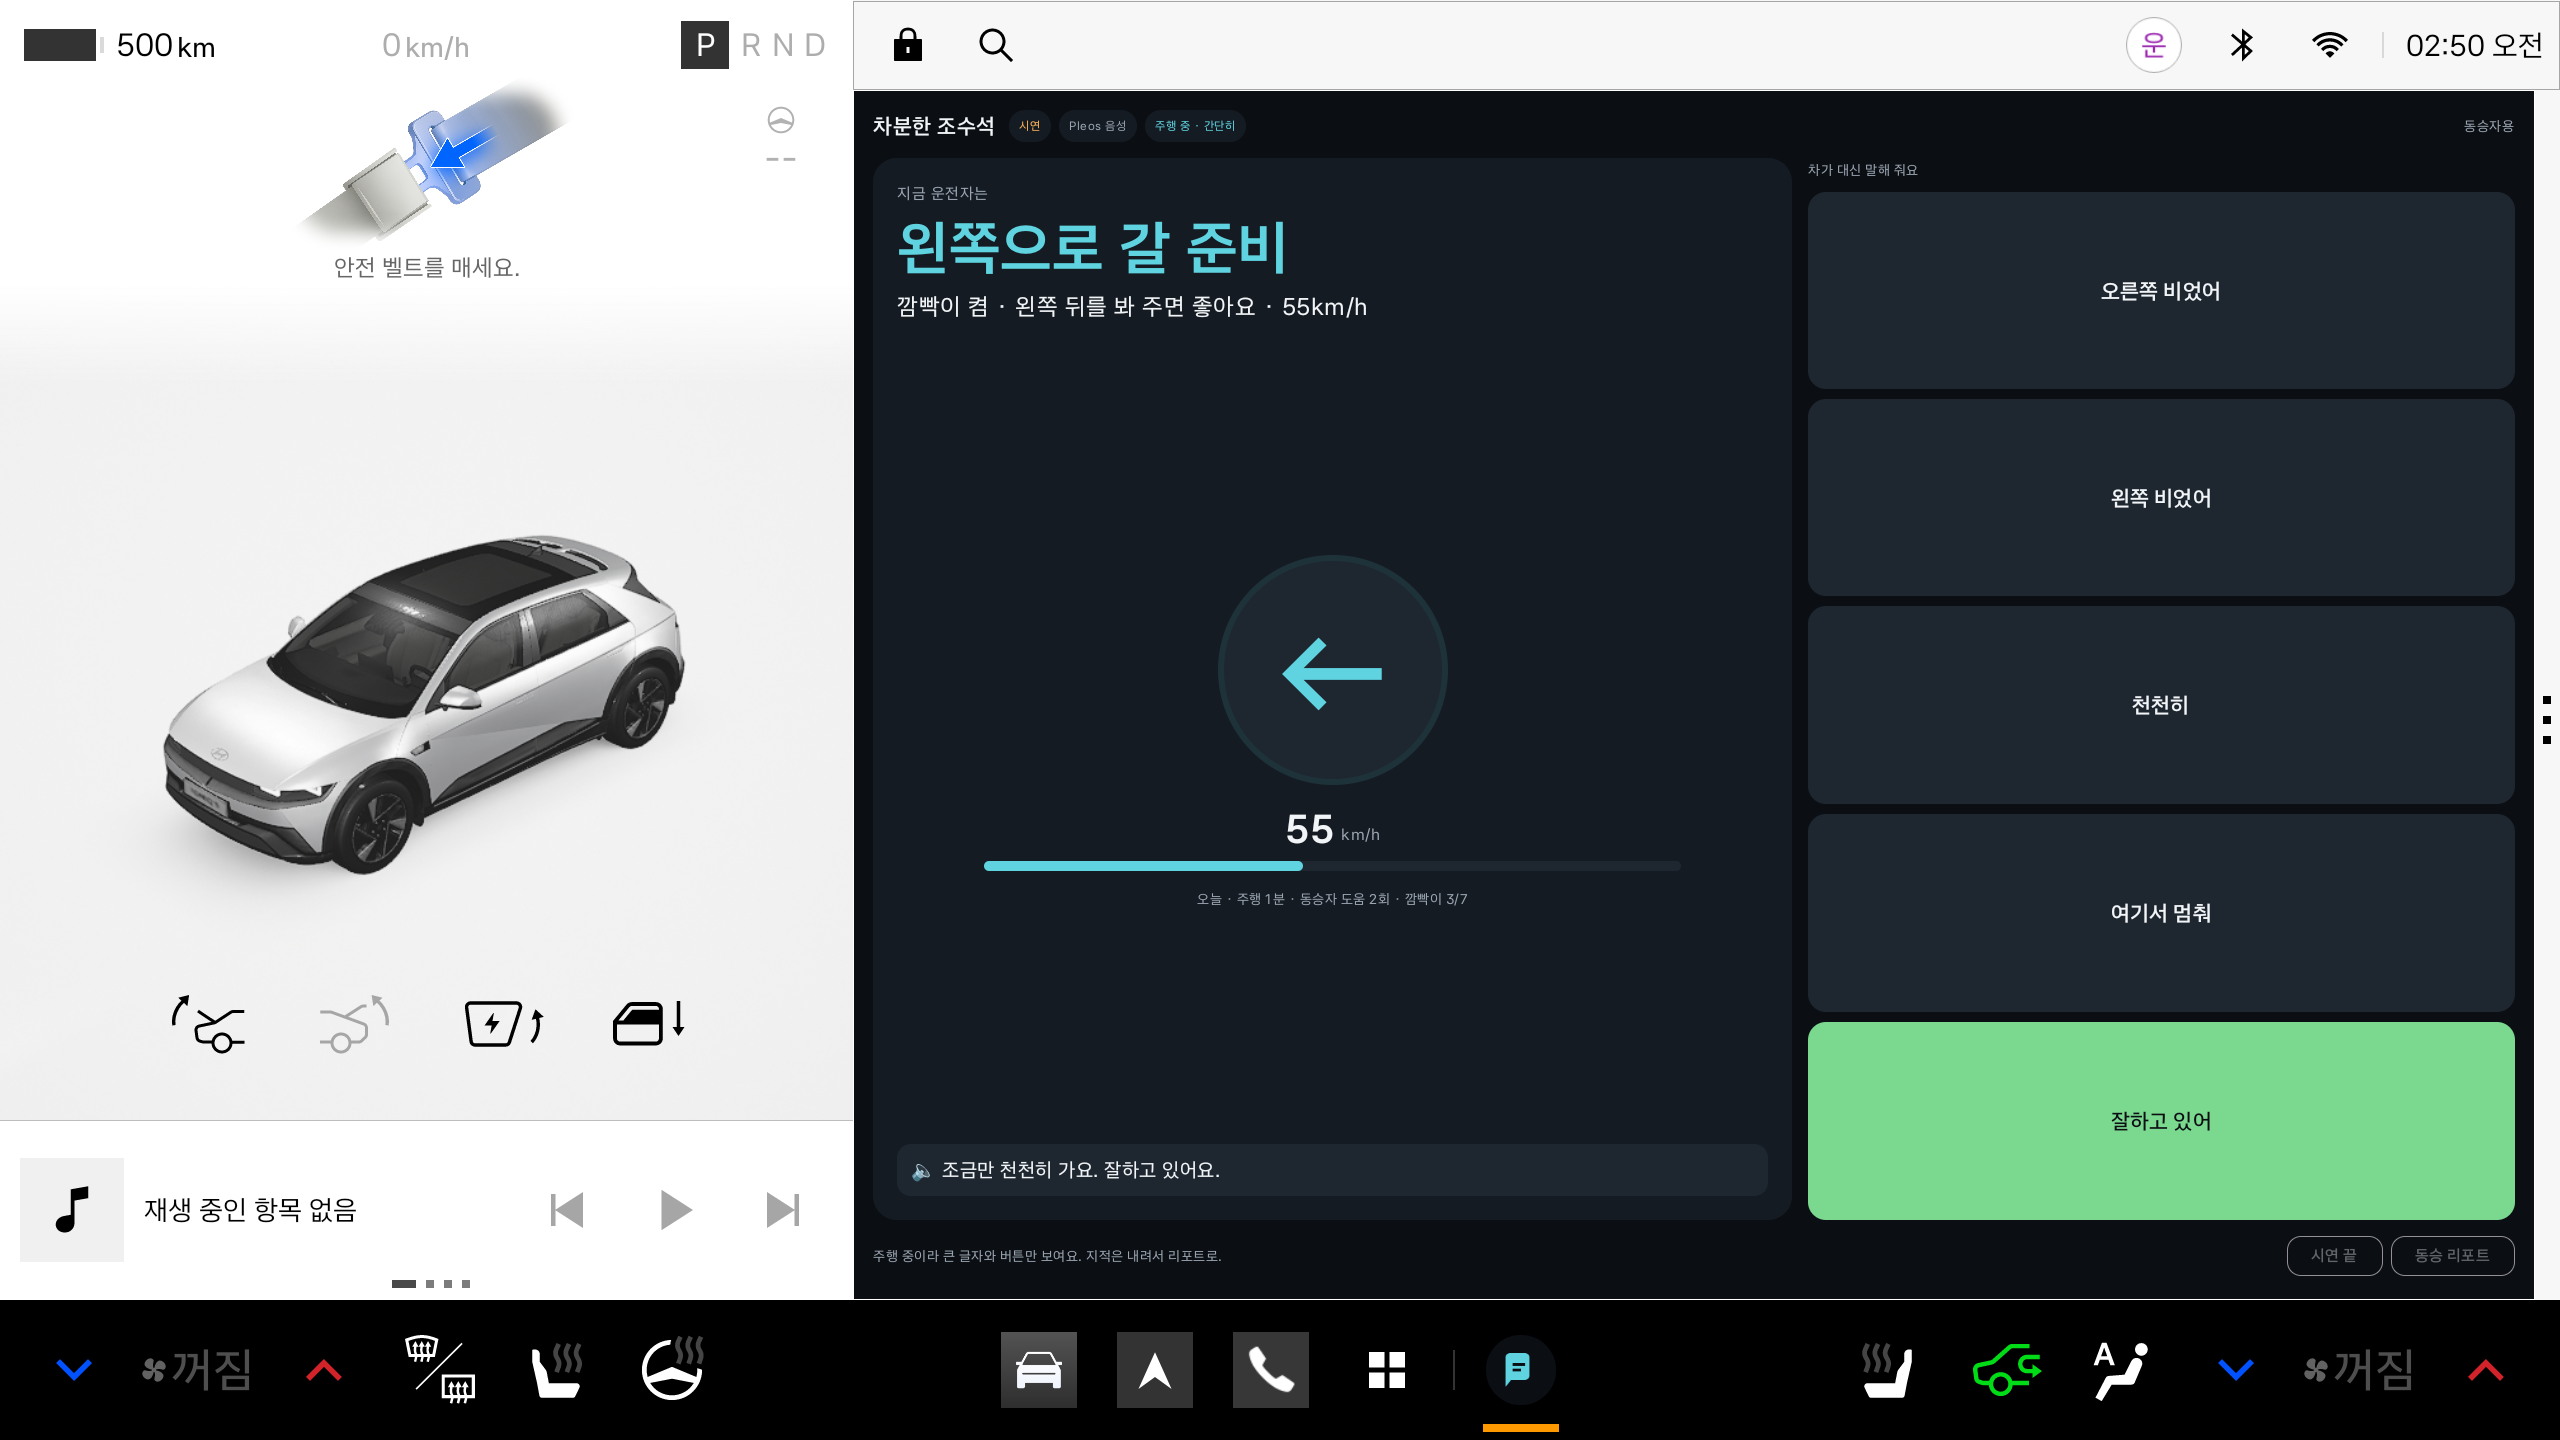 500 km
0 km/h
P R N D
안전 벨트를 매세요.
재생 중인 항목 없음
운
02:50 오전
차분한 조수석
시연
Pleos 음성
주행 중 · 간단히
동승자용
지금 운전자는
왼쪽으로 갈 준비
깜빡이 켬 · 왼쪽 뒤를 봐 주면 좋아요 · 55km/h
55 km/h
오늘 · 주행 1분 · 동승자 도움 2회 · 깜빡이 3/7
조금만 천천히 가요. 잘하고 있어요.
차가 대신 말해 줘요
오른쪽 비었어
왼쪽 비었어
천천히
여기서 멈춰
잘하고 있어
주행 중이라 큰 글자와 버튼만 보여요. 지적은 내려서 리포트로.
시연 끝
동승 리포트
꺼짐
A
꺼짐